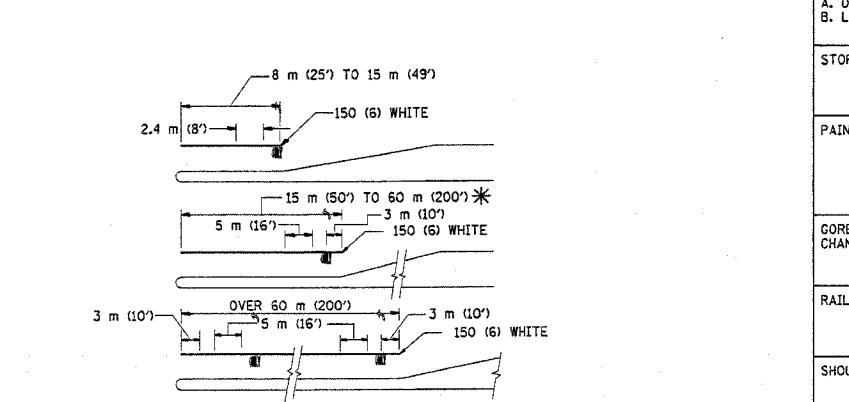 8 m (25') TO 15 m (49')
150 (6) WHITE
2.4 m (8')
15 m (50') TO 60 m (200')
5 m (16')
3 m (10')
150 (6) WHITE
OVER 60 m (200')
3 m (10')
5 m (16')
3 m (10')
150 (6) WHITE
B. L
STOP
PAIN
GORE
CHAN
RAIL
SHOU